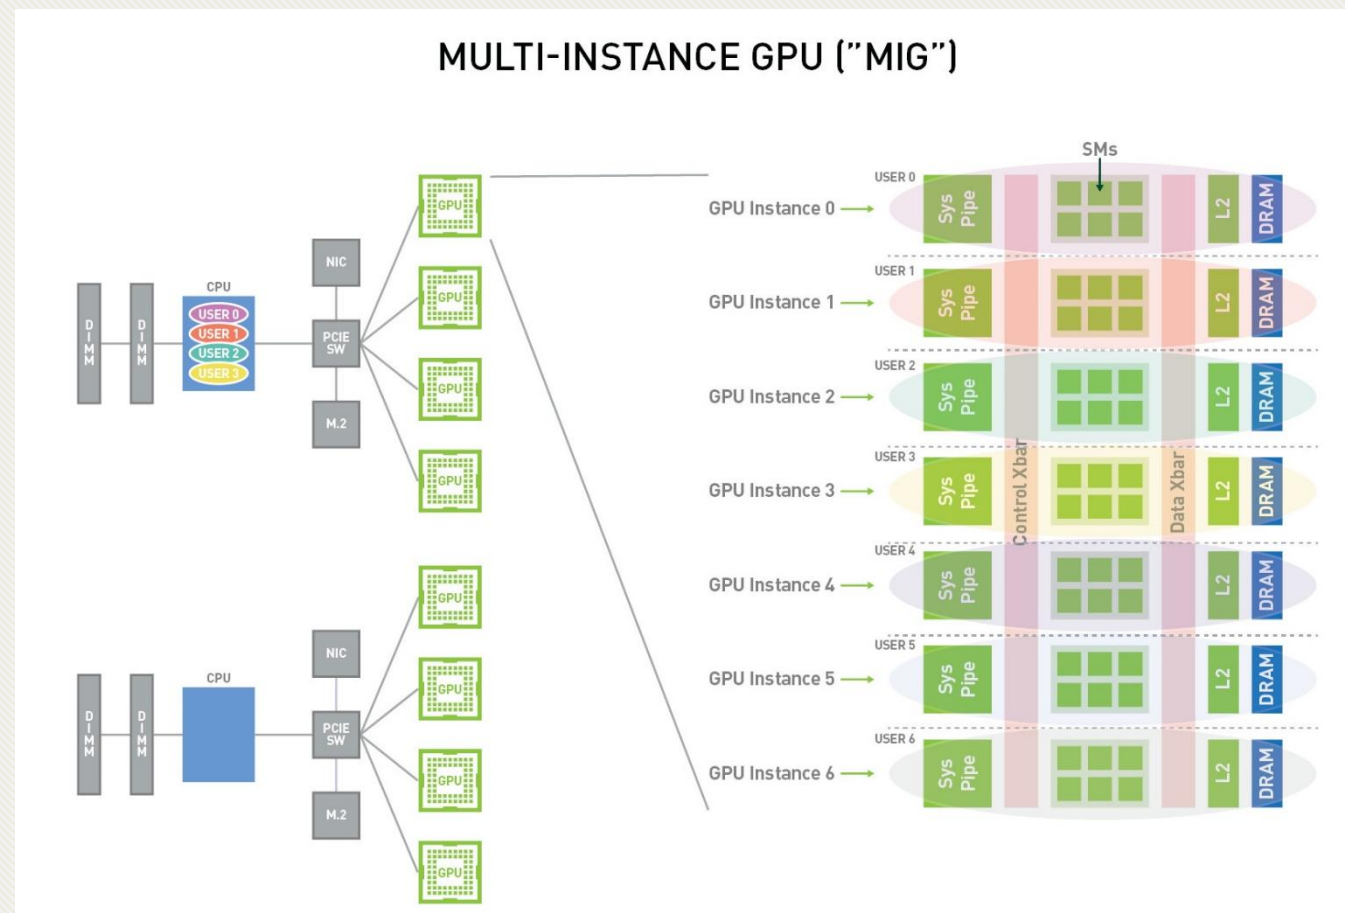 MULTI-INSTANCE GPU ("MIG")
SMs
GPU
GPU
GPU
GPU
NIC
PCIE
SW
M.2
CPU
USER 0
USER 1
USER 2
USER 3
DIMM
DIMM
GPU
GPU
GPU
GPU
NIC
PCIE
SW
M.2
CPU
DIMM
DIMM
GPU Instance 0
USER 0
Sys
Pipe
L2
DRAM
GPU Instance 1
USER 1
Sys
Pipe
L2
DRAM
GPU Instance 2
USER 2
Sys
Pipe
L2
DRAM
GPU Instance 3
USER 3
Sys
Pipe
Control Xbar
Data Xbar
L2
DRAM
GPU Instance 4
USER 4
Sys
Pipe
L2
DRAM
GPU Instance 5
USER 5
Sys
Pipe
L2
DRAM
GPU Instance 6
USER 6
Sys
Pipe
L2
DRAM